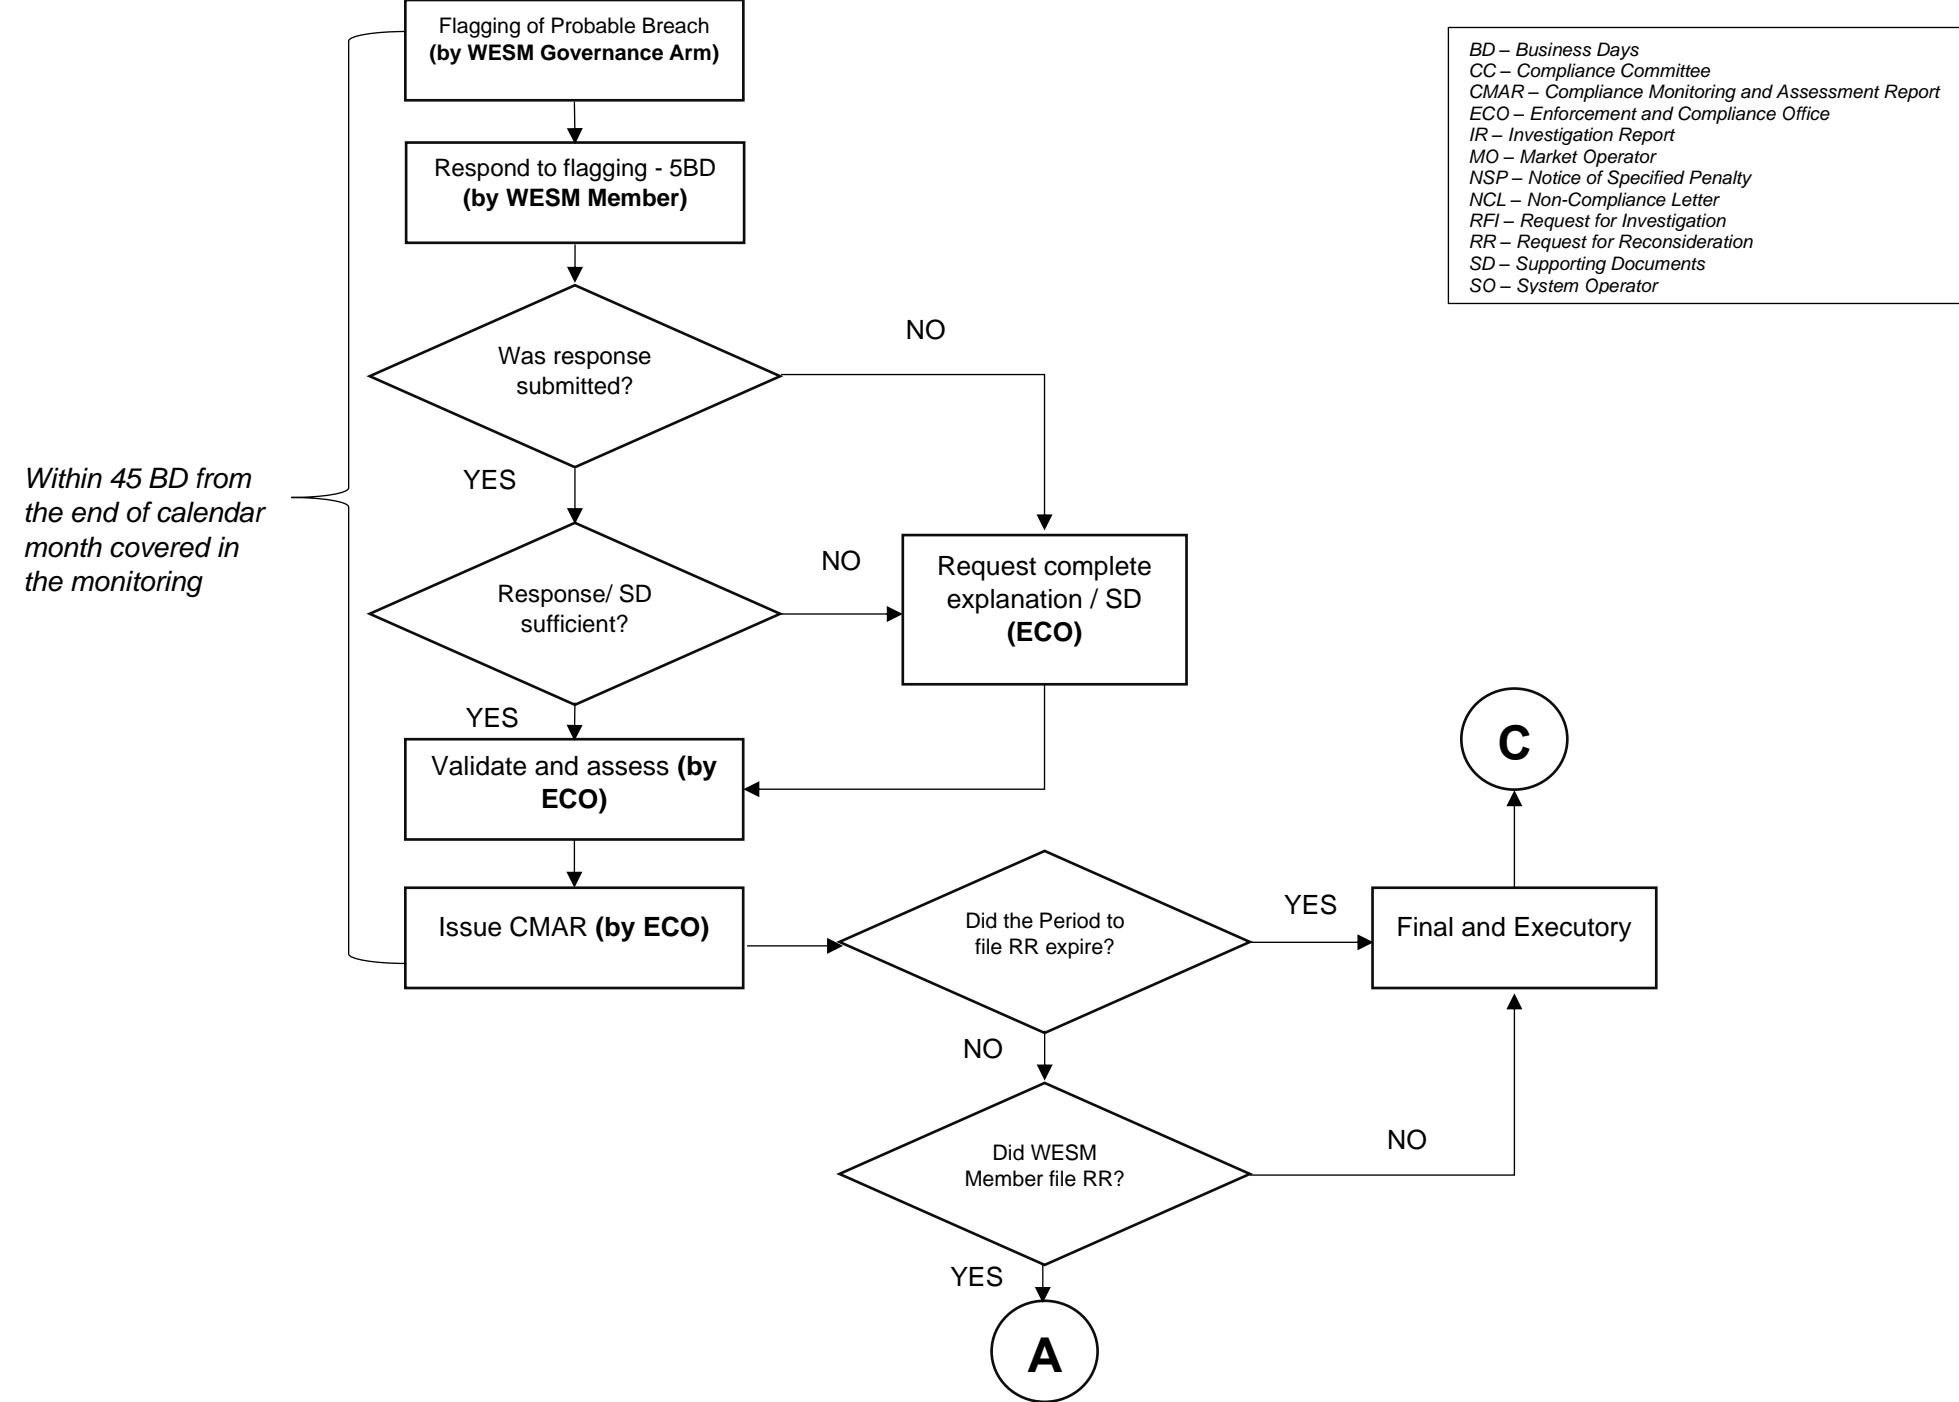 Flagging of Probable Breach
(by WESM Governance Arm)
BD – Business Days
CC – Compliance Committee
CMAR – Compliance Monitoring and Assessment Report
ECO – Enforcement and Compliance Office
IR – Investigation Report
MO – Market Operator
NSP – Notice of Specified Penalty
NCL – Non-Compliance Letter
RFI – Request for Investigation
RR – Request for Reconsideration
SD – Supporting Documents
SO – System Operator
Respond to flagging - 5BD
(by WESM Member)
NO
Was response
submitted?
YES
Within 45 BD from
the end of calendar
month covered in
the monitoring
NO
Response/ SD
sufficient?
Request complete
explanation / SD
(ECO)
YES
Validate and assess (by
ECO)
C
Issue CMAR (by ECO)
Did the Period to
file RR expire?
YES
Final and Executory
NO
Did WESM
Member file RR?
NO
YES
A